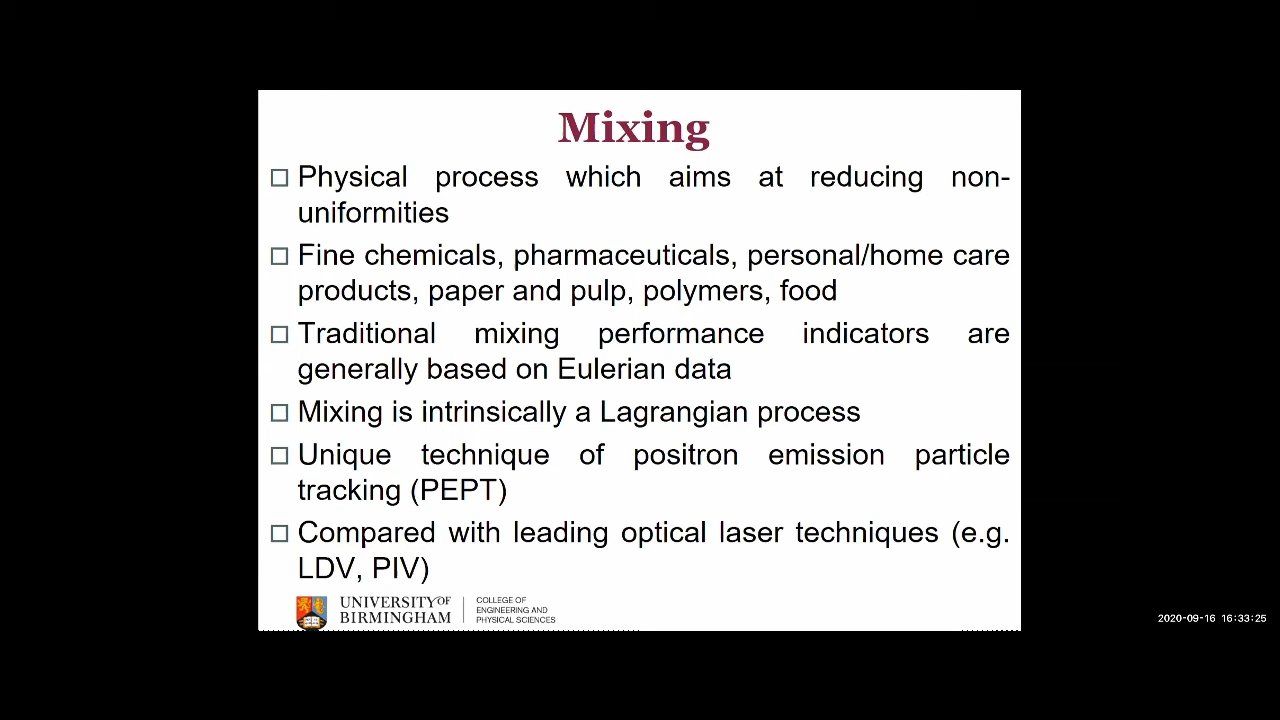 Mixing
Physical process which aims at reducing non-
uniformities
Fine chemicals, pharmaceuticals, personal/home care
products, paper and pulp, polymers, food
Traditional mixing performance indicators are
generally based on Eulerian data
Mixing is intrinsically a Lagrangian process
Unique technique of positron emission particle
tracking (PEPT)
Compared with leading optical laser techniques (e.g.
LDV, PIV)
UNIVERSITYOF
BIRMINGHAM
COLLEGE OF
ENGINEERING AND
PHYSICAL SCIENCES
2020-09-16 16:33:25